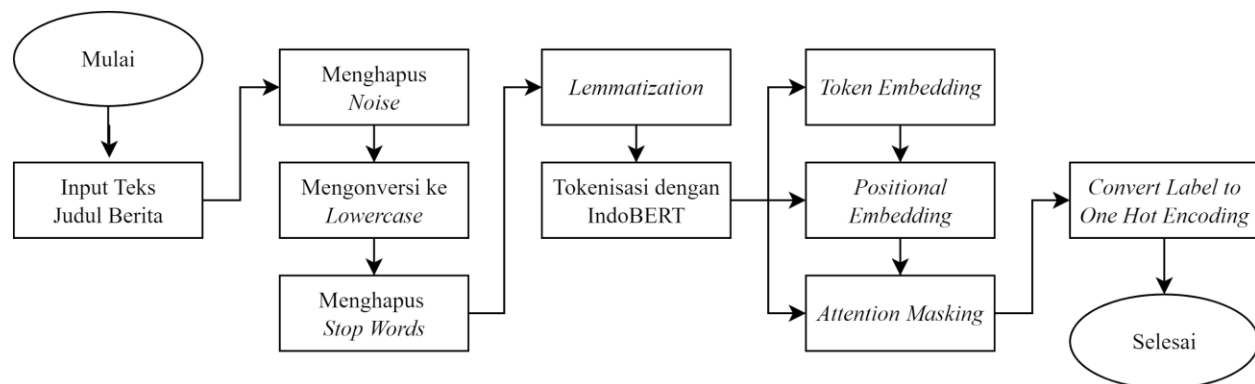 Mulai
Input Teks
Judul Berita
Menghapus
Noise
Mengonversi ke
Lowercase
Menghapus
Stop Words
Lemmatization
Tokenisasi dengan
IndoBERT
Token Embedding
Positional
Embedding
Attention Masking
Convert Label to
One Hot Encoding
Selesai